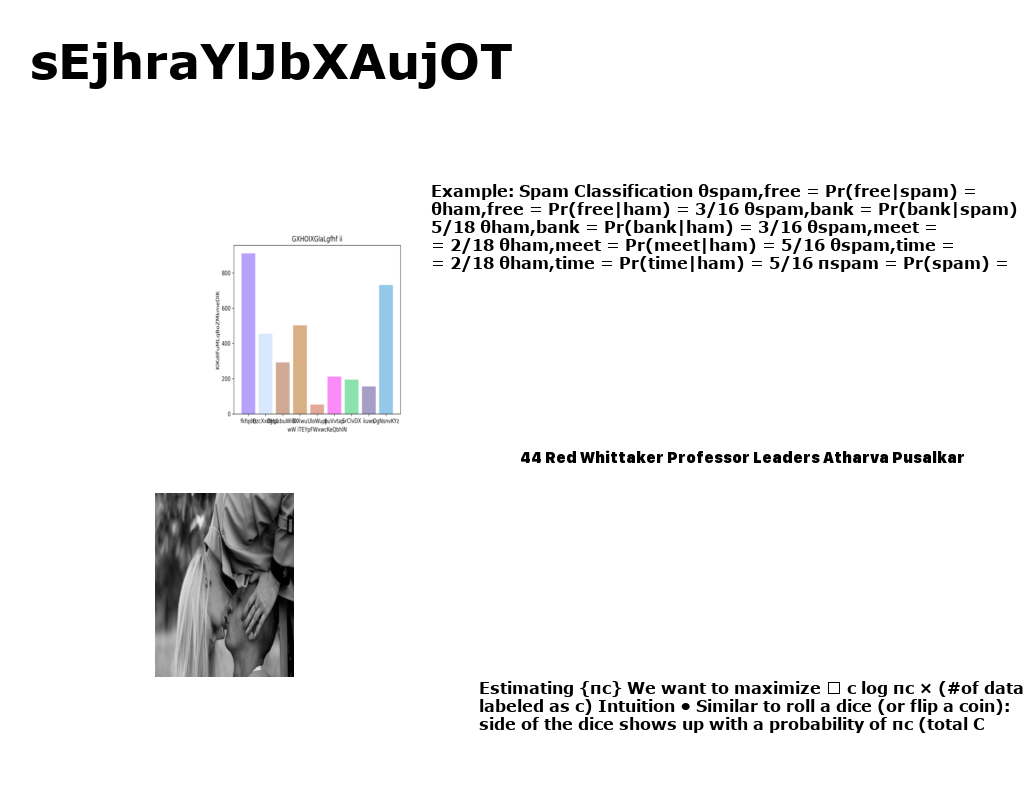 sEjhraYlJbXAujOT
Example: Spam Classification θspam,free = Pr(free|spam) =
θham,free = Pr(free|ham) = 3/16 θspam,bank = Pr(bank|spam)
5/18 θham,bank = Pr(bank|ham) = 3/16 θspam,meet =
= 2/18 θham,meet = Pr(meet|ham) = 5/16 θspam,time =
= 2/18 θham,time = Pr(time|ham) = 5/16 πspam = Pr(spam) =
800
600
400
200
0
44 Red Whittaker Professor Leaders Atharva Pusalkar
Estimating {πc} We want to maximize □ c log πc × (#of data
labeled as c) Intuition • Similar to roll a dice (or flip a coin):
side of the dice shows up with a probability of πc (total C